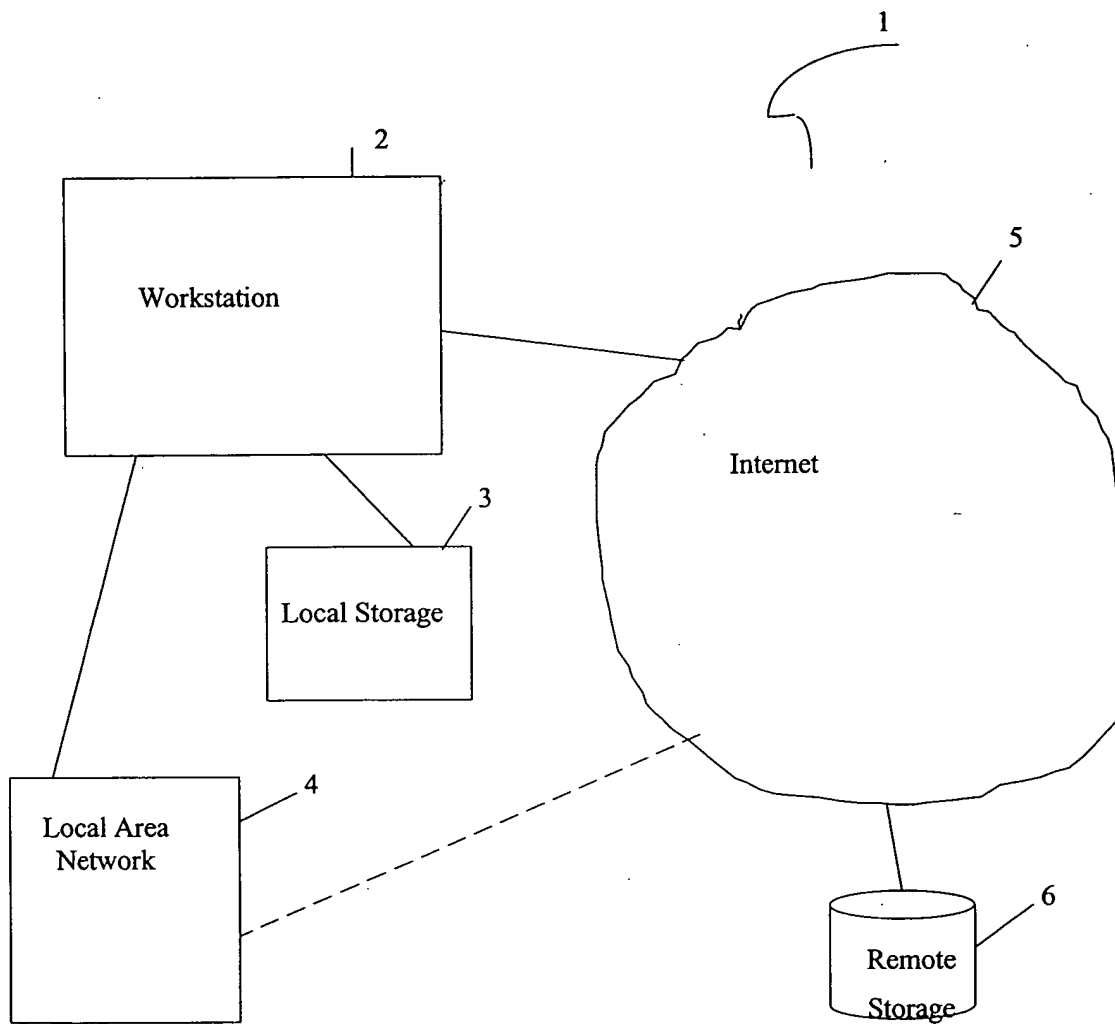 1
2
Workstation
5
Internet
3
Local Storage
4
Local Area
Network
6
Remote
Storage